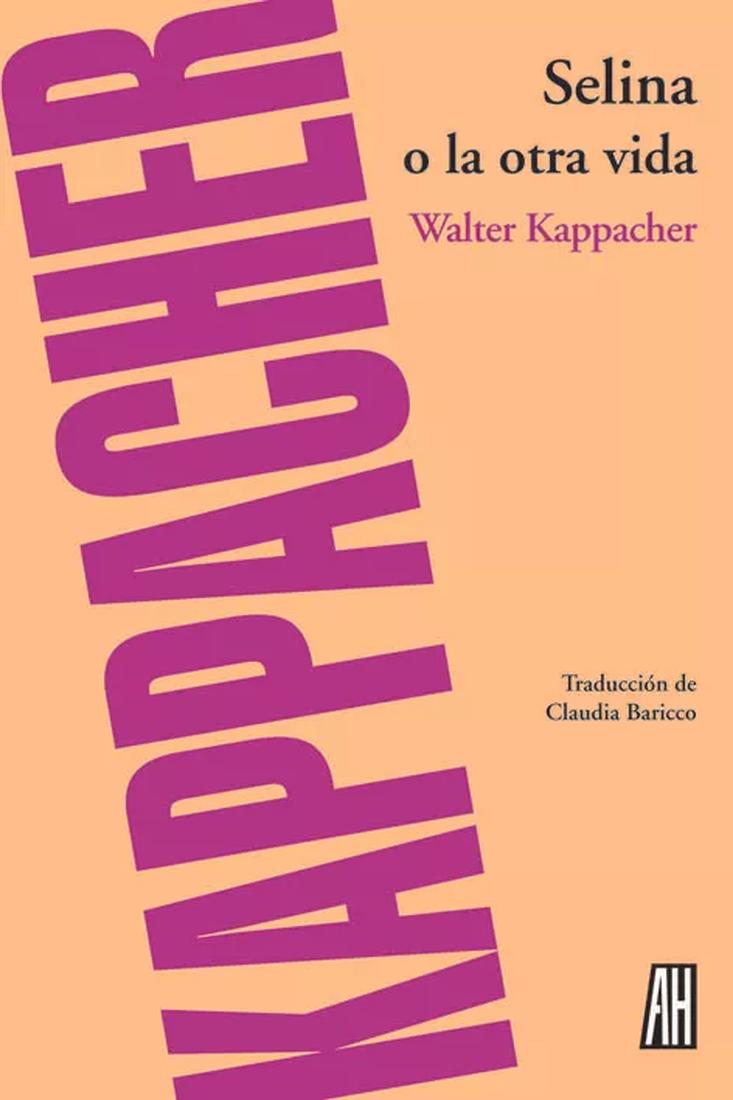 Selina
o la otra vida
Walter Kappacher
KAPPACHER
Traducción de
Claudia Baricco
AH